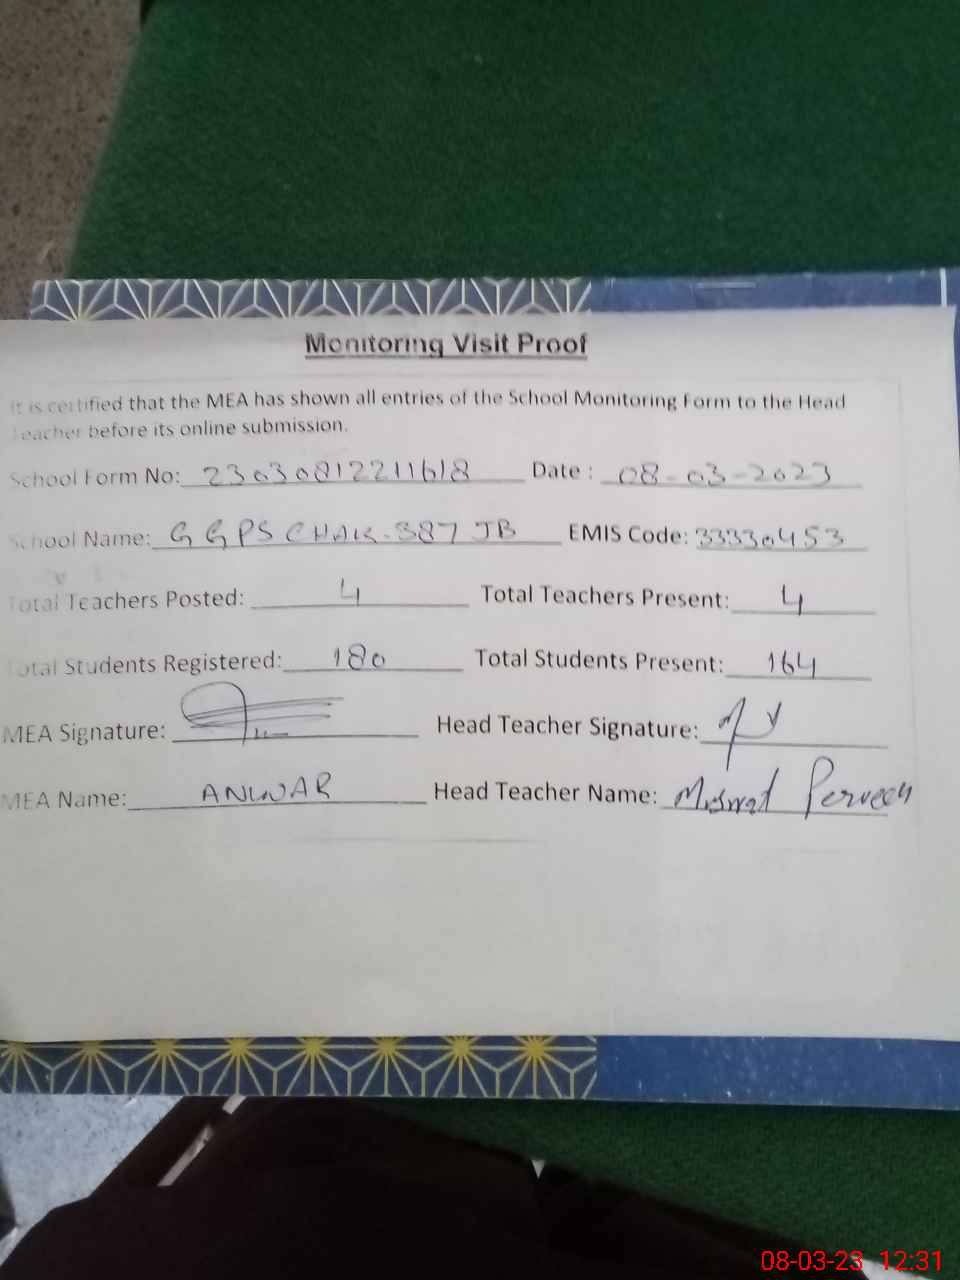 Monitoring Visit Proof
It is certified that the MEA has shown all entries of the School Monitoring Form to the Head
Teacher before its online submission.
School Form No: 23030812211618 Date : 08-03-2023
School Name: GGPS CHAK.387 JB EMIS Code: 33330453
Total Teachers Posted: 4 Total Teachers Present: 4
Total Students Registered: 180 Total Students Present: 164
MEA Signature: Head Teacher Signature:
MEA Name: ANWAR Head Teacher Name: Perveen
08-03-23 12:31